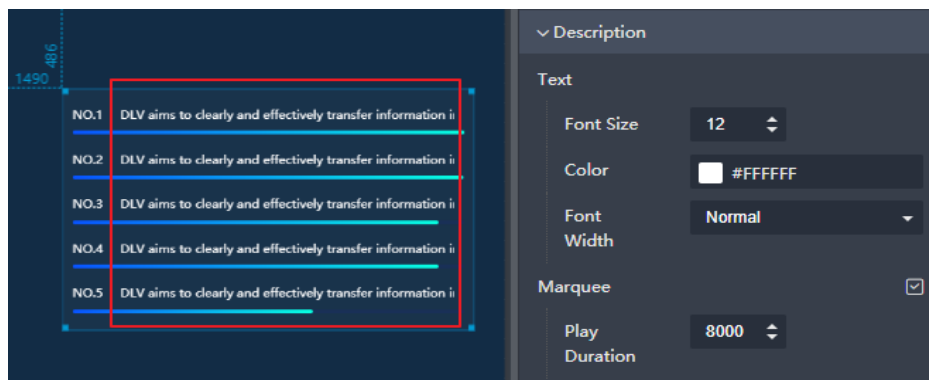 486
1490
NO.1 DLV aims to clearly and effectively transfer information i
NO.2 DLV aims to clearly and effectively transfer information i
NO.3 DLV aims to clearly and effectively transfer information i
NO.4 DLV aims to clearly and effectively transfer information i
NO.5 DLV aims to clearly and effectively transfer information i
Description
Text
Font Size 12
Color #FFFFFF
Font
Width
Normal
Marquee
Play
Duration
8000